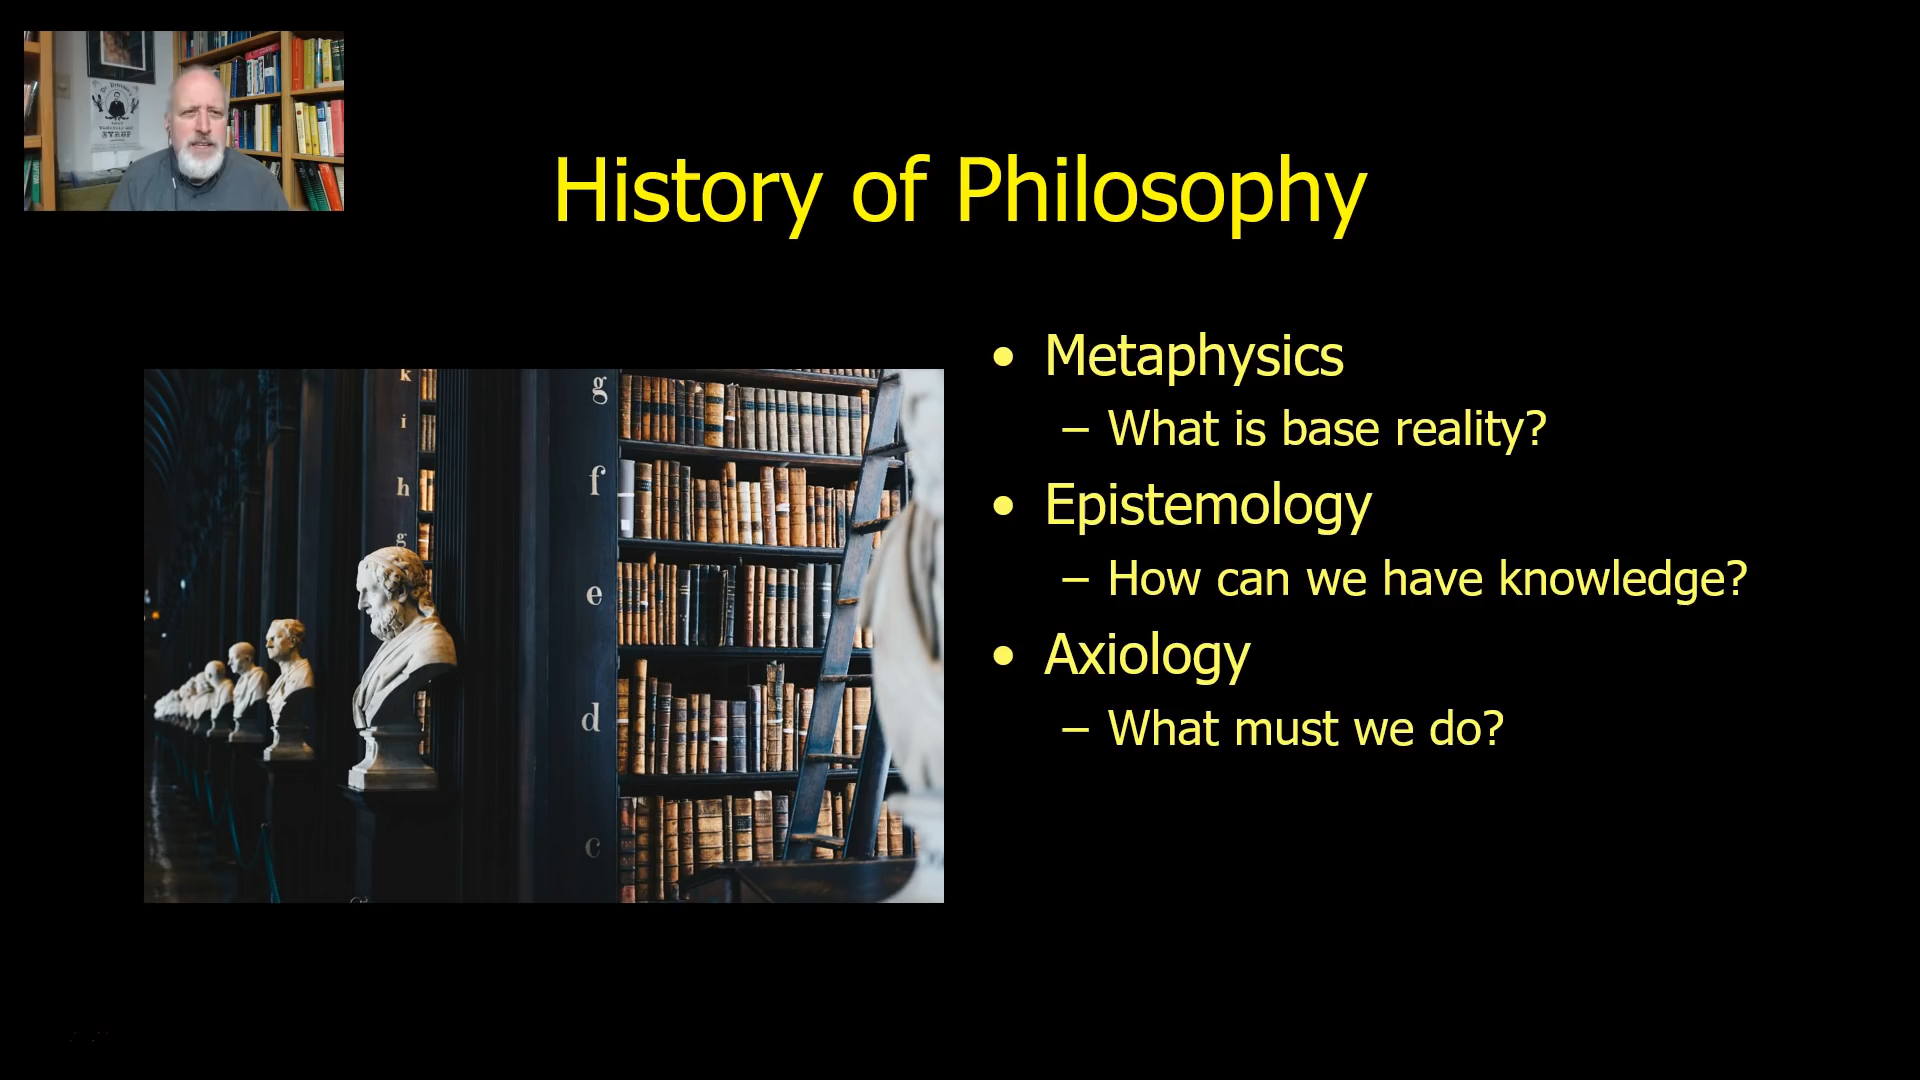 History of Philosophy
• Metaphysics
– What is base reality?
• Epistemology
– How can we have knowledge?
• Axiology
– What must we do?
SYRUP
k
i
h
g
g
f
e
d
c